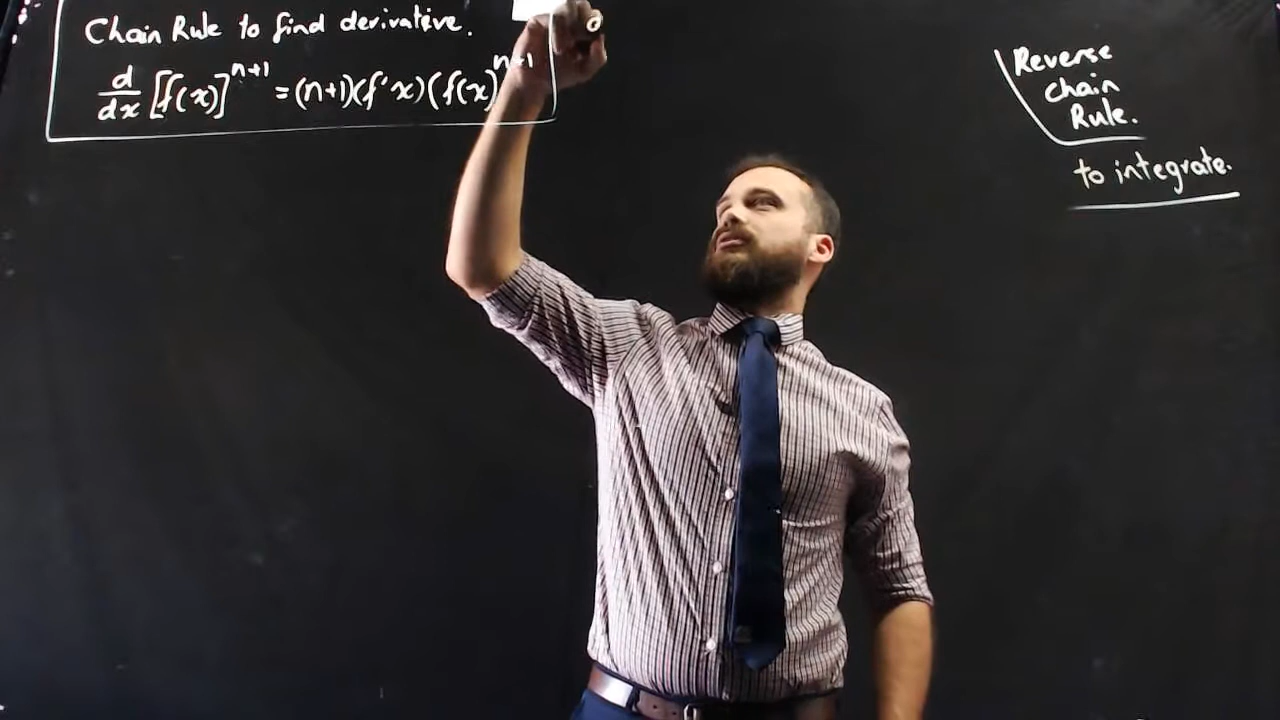 Chain Rule to find derivative.
d/dx [f(x)]^{n+1} = (n+1)(f'x)(f(x)^{n+1}
Reverse
chain
Rule.
to integrate.